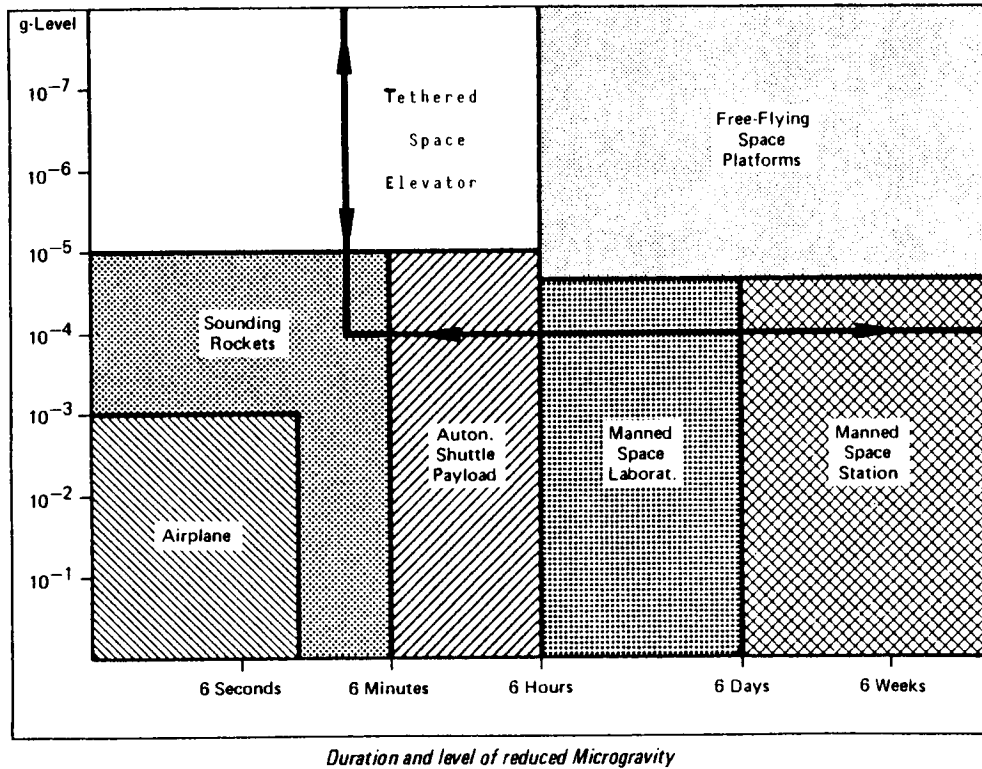 g-Level
10⁻⁷
10⁻⁶
10⁻⁵
10⁻⁴
10⁻³
10⁻²
10⁻¹
Tethered
Space
Elevator
Free-Flying
Space
Platforms
Sounding
Rockets
Airplane
Auton.
Shuttle
Payload
Manned
Space
Laborat.
Manned
Space
Station
6 Seconds
6 Minutes
6 Hours
6 Days
6 Weeks
Duration and level of reduced Microgravity